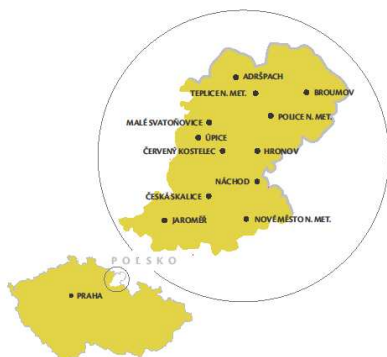 ADRŠPACH
TEPLICE N. MET.
BROUMOV
POLICE N. MET.
MALÉ SVATOŇOVICE
ÚPICE
ČERVENÝ KOSTELEC
HRONOV
NÁCHOD
ČESKÁ SKALICE
JAROMĚŘ
NOVÉ MĚSTO N. MET.
POLSKO
PRAHA